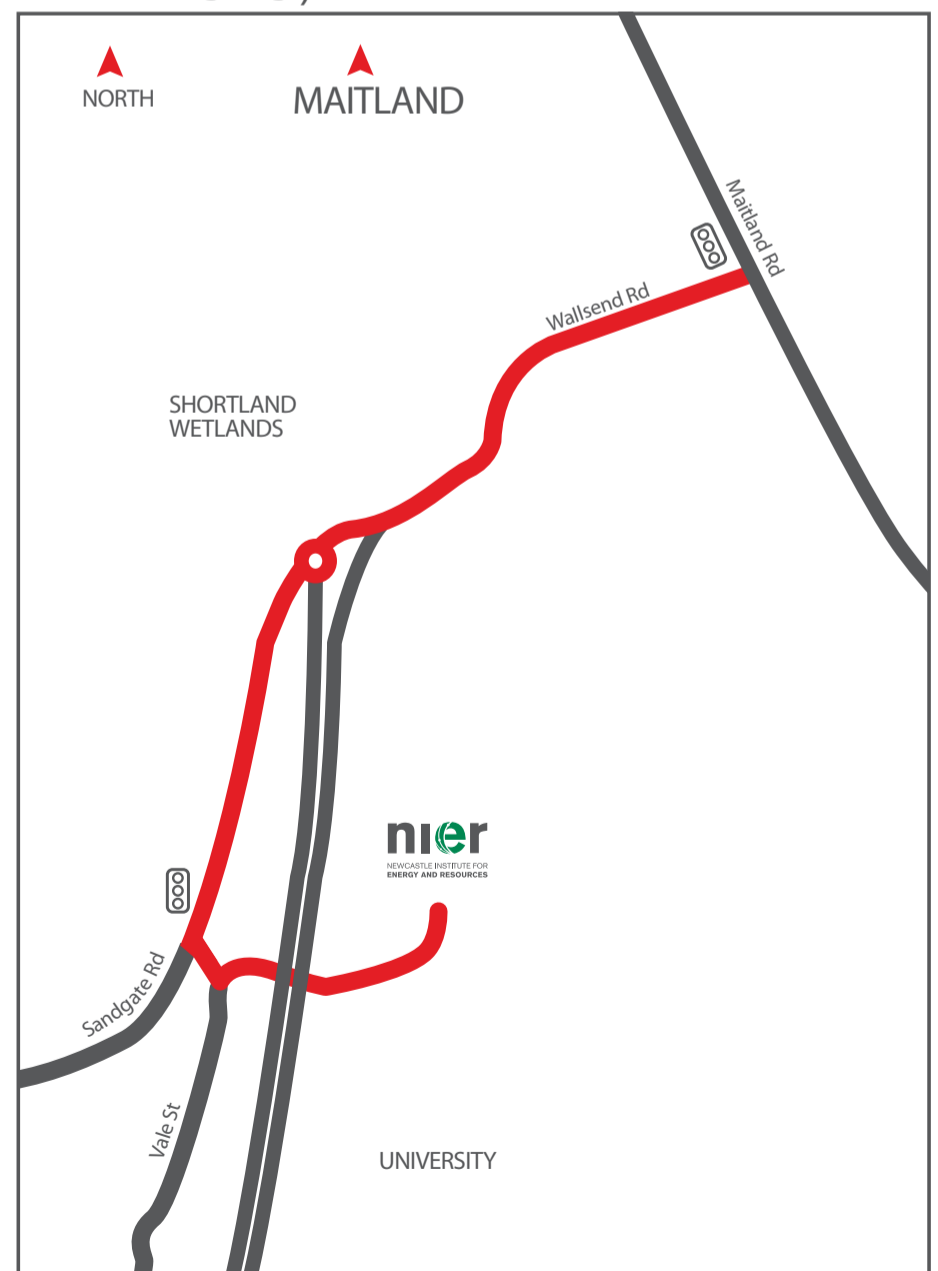 NORTH
MAITLAND
Maitland Rd
Wallsend Rd
SHORTLAND
WETLANDS
nier
NEWCASTLE INSTITUTE FOR
ENERGY AND RESOURCES
Sandgate Rd
Vale St
UNIVERSITY